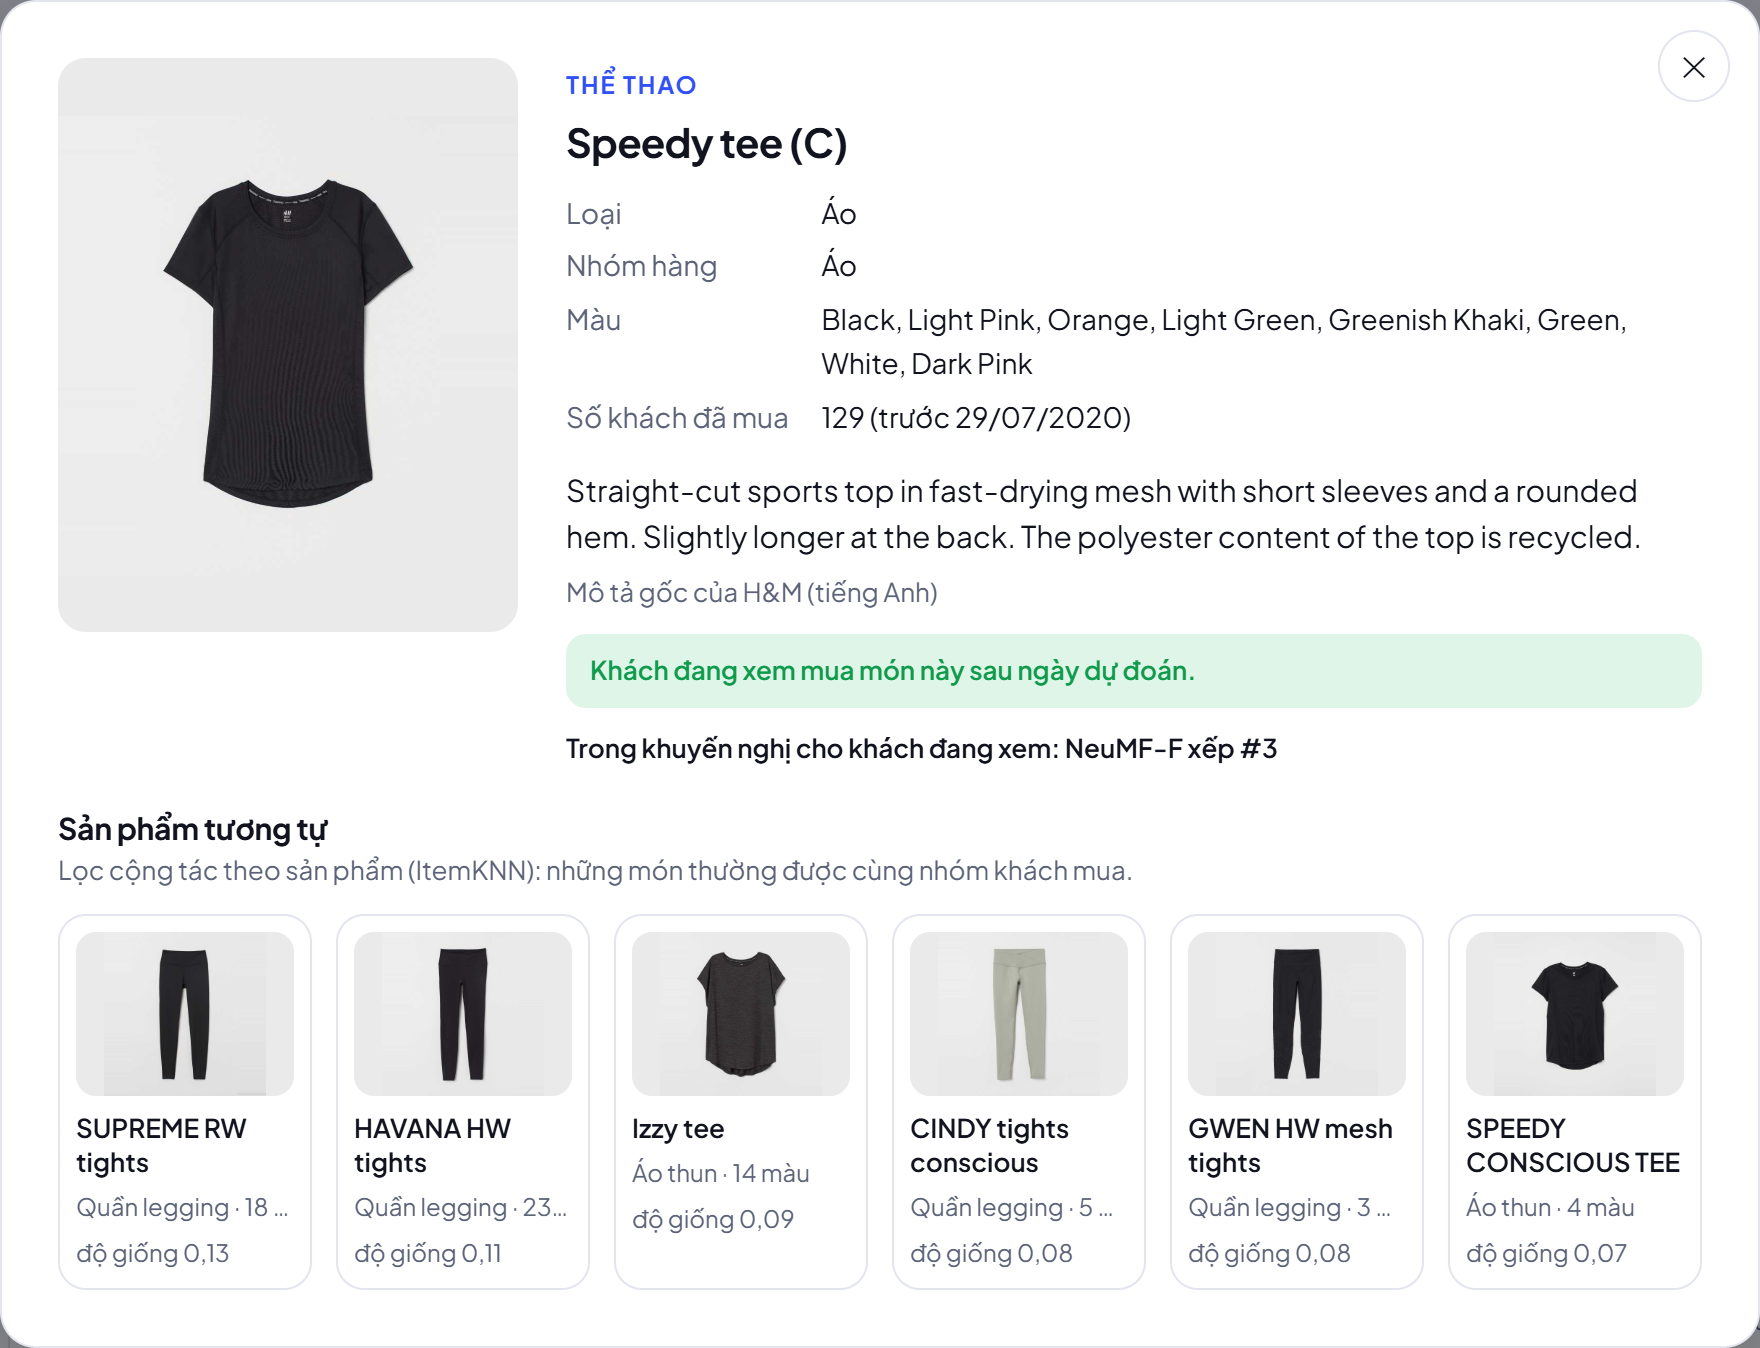 THỂ THAO
Speedy tee (C)
Loại Áo
Nhóm hàng Áo
Màu Black, Light Pink, Orange, Light Green, Greenish Khaki, Green,
White, Dark Pink
Số khách đã mua 129 (trước 29/07/2020)
Straight-cut sports top in fast-drying mesh with short sleeves and a rounded
hem. Slightly longer at the back. The polyester content of the top is recycled.
Mô tả gốc của H&M (tiếng Anh)
Khách đang xem mua món này sau ngày dự đoán.
Trong khuyến nghị cho khách đang xem: NeuMF-F xếp #3
Sản phẩm tương tự
Lọc cộng tác theo sản phẩm (ItemKNN): những món thường được cùng nhóm khách mua.
SUPREME RW
tights
Quần legging · 18 ...
độ giống 0,13
HAVANA HW
tights
Quần legging · 23...
độ giống 0,11
Izzy tee
Áo thun · 14 màu
độ giống 0,09
CINDY tights
conscious
Quần legging · 5 ...
độ giống 0,08
GWEN HW mesh
tights
Quần legging · 3 ...
độ giống 0,08
SPEEDY
CONSCIOUS TEE
Áo thun · 4 màu
độ giống 0,07